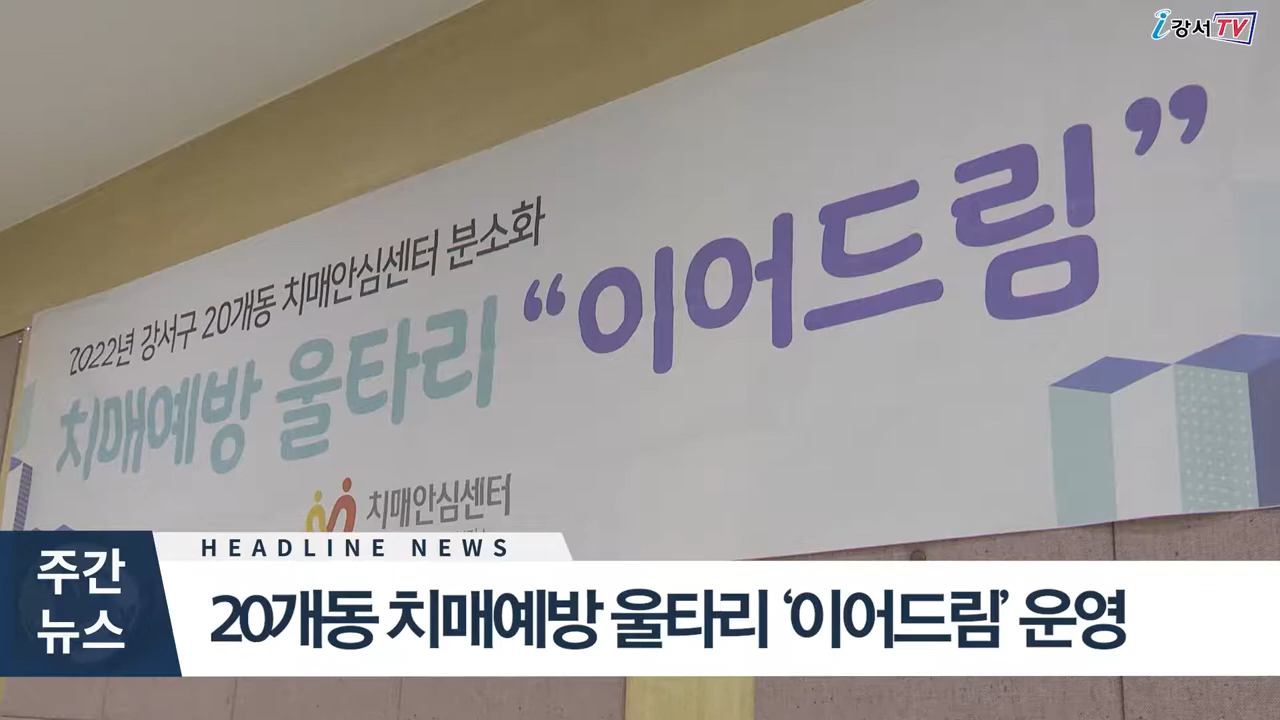 i강서TV
2022년 강서구 20개동 치매안심센터 분소화
치매예방 울타리 “이어드림”
치매안심센터
HEADLINE NEWS
주간
뉴스
20개동 치매예방 울타리 ‘이어드림’ 운영